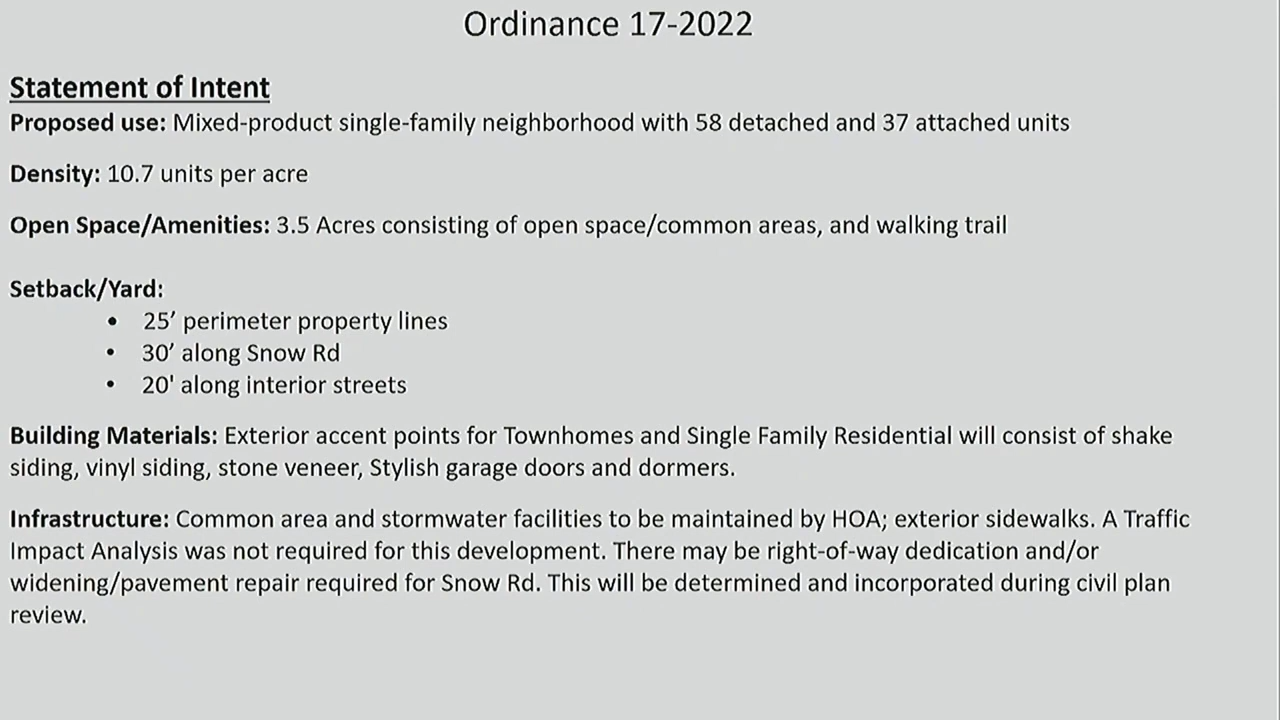 Ordinance 17-2022
Statement of Intent
Proposed use: Mixed-product single-family neighborhood with 58 detached and 37 attached units
Density: 10.7 units per acre
Open Space/Amenities: 3.5 Acres consisting of open space/common areas, and walking trail
Setback/Yard:
• 25’ perimeter property lines
• 30’ along Snow Rd
• 20' along interior streets
Building Materials: Exterior accent points for Townhomes and Single Family Residential will consist of shake
siding, vinyl siding, stone veneer, Stylish garage doors and dormers.
Infrastructure: Common area and stormwater facilities to be maintained by HOA; exterior sidewalks. A Traffic
Impact Analysis was not required for this development. There may be right-of-way dedication and/or
widening/pavement repair required for Snow Rd. This will be determined and incorporated during civil plan
review.